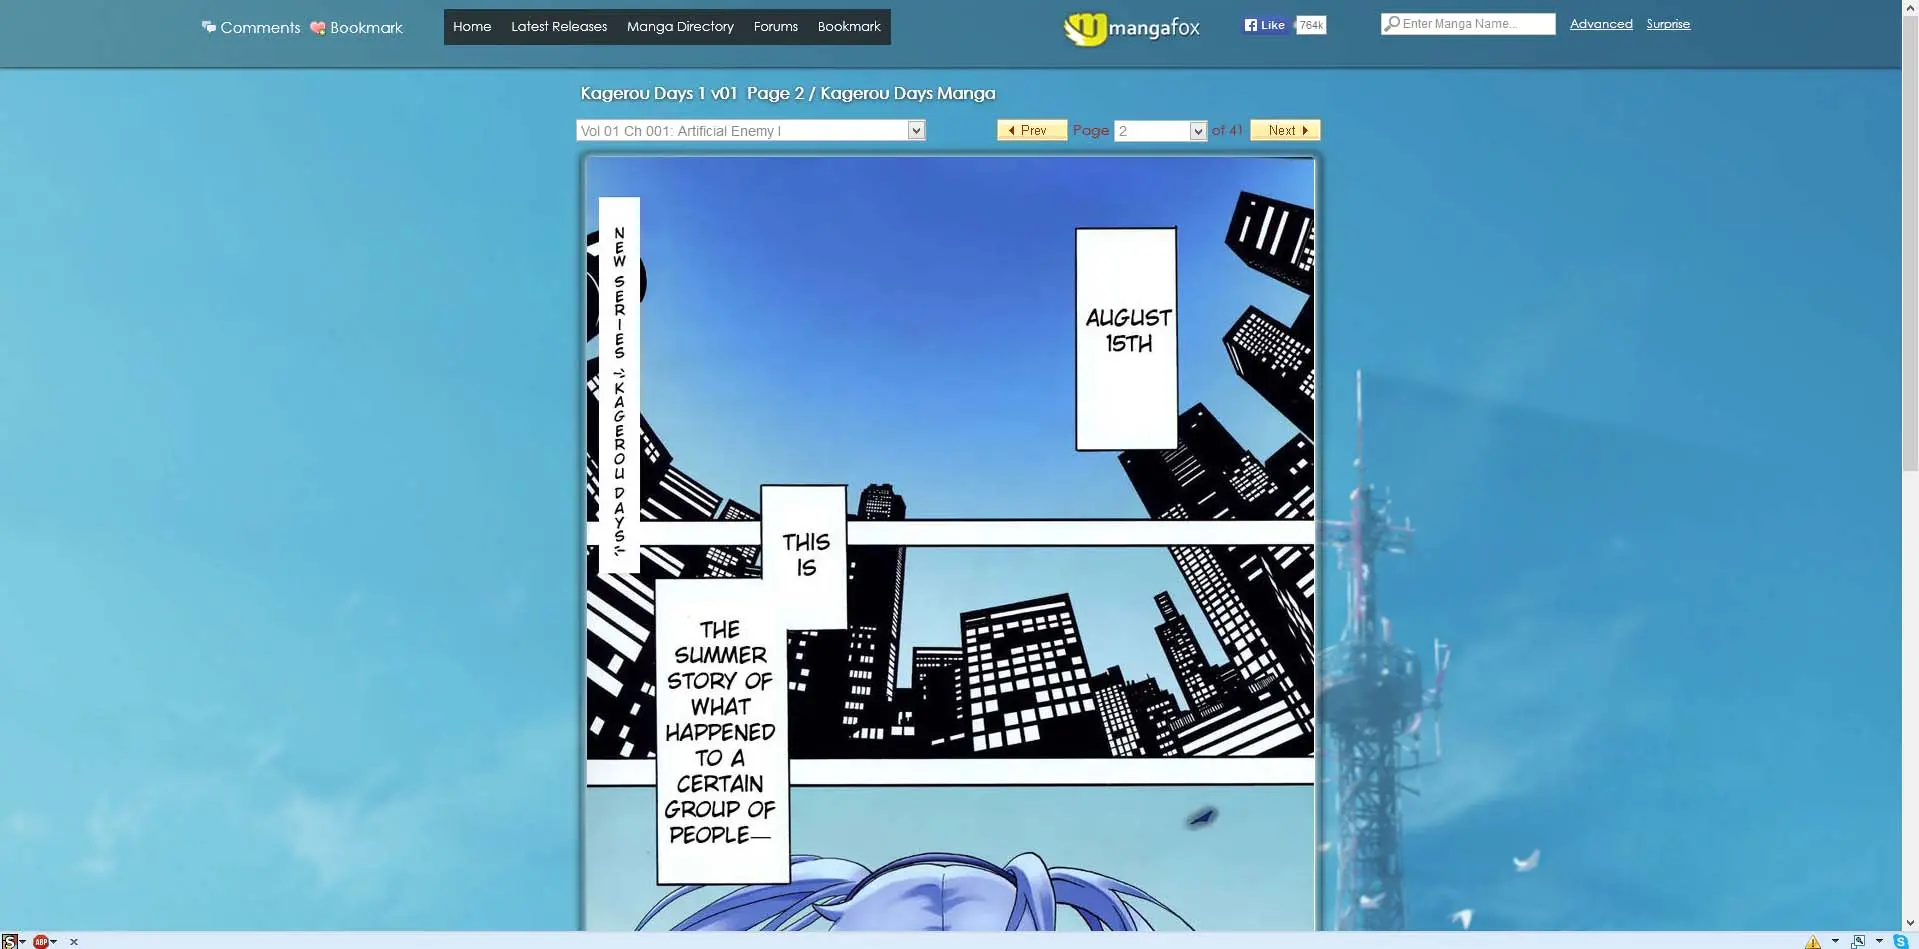 Comments Bookmark
Home Latest Releases Manga Directory Forums Bookmark
mangafox
Like 764k
Enter Manga Name...
Advanced Surprise
Kagerou Days 1 v01 Page 2 / Kagerou Days Manga
Vol 01 Ch 001: Artificial Enemy I
Prev Page 2 of 41 Next
AUGUST
15TH
NEW SERIES -KAGEROU DAYS-
THIS
IS
THE
SUMMER
STORY OF
WHAT
HAPPENED
TO A
CERTAIN
GROUP OF
PEOPLE—
ABP